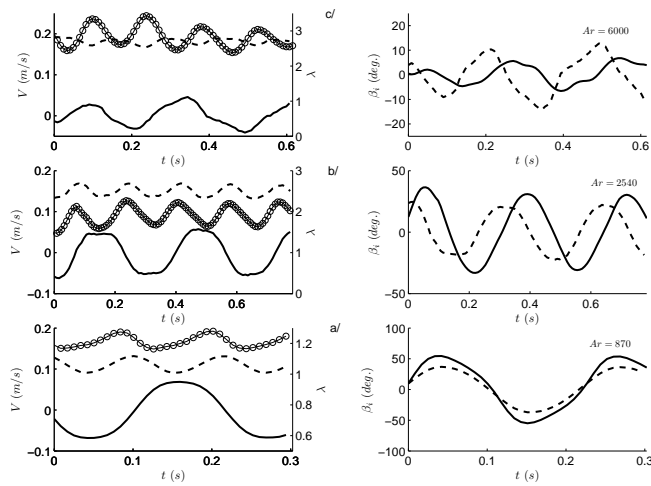 c/
0.2
0.1
0
V (m/s)
3
2
1
0
λ
0 0.2 0.4 0.6
t (s)
Ar = 6000
20
10
0
−10
−20
β_i (deg.)
0 0.2 0.4 0.6
t (s)
b/
0.2
0.1
0
−0.1
V (m/s)
3
2
1
0
λ
0 0.2 0.4 0.6
t (s)
Ar = 2540
50
0
−50
β_i (deg.)
0 0.2 0.4 0.6
t (s)
a/
0.2
0.1
0
−0.1
V (m/s)
1.2
1
0.8
0.6
λ
0 0.1 0.2 0.3
t (s)
Ar = 870
100
50
0
−50
−100
β_i (deg.)
0 0.1 0.2 0.3
t (s)